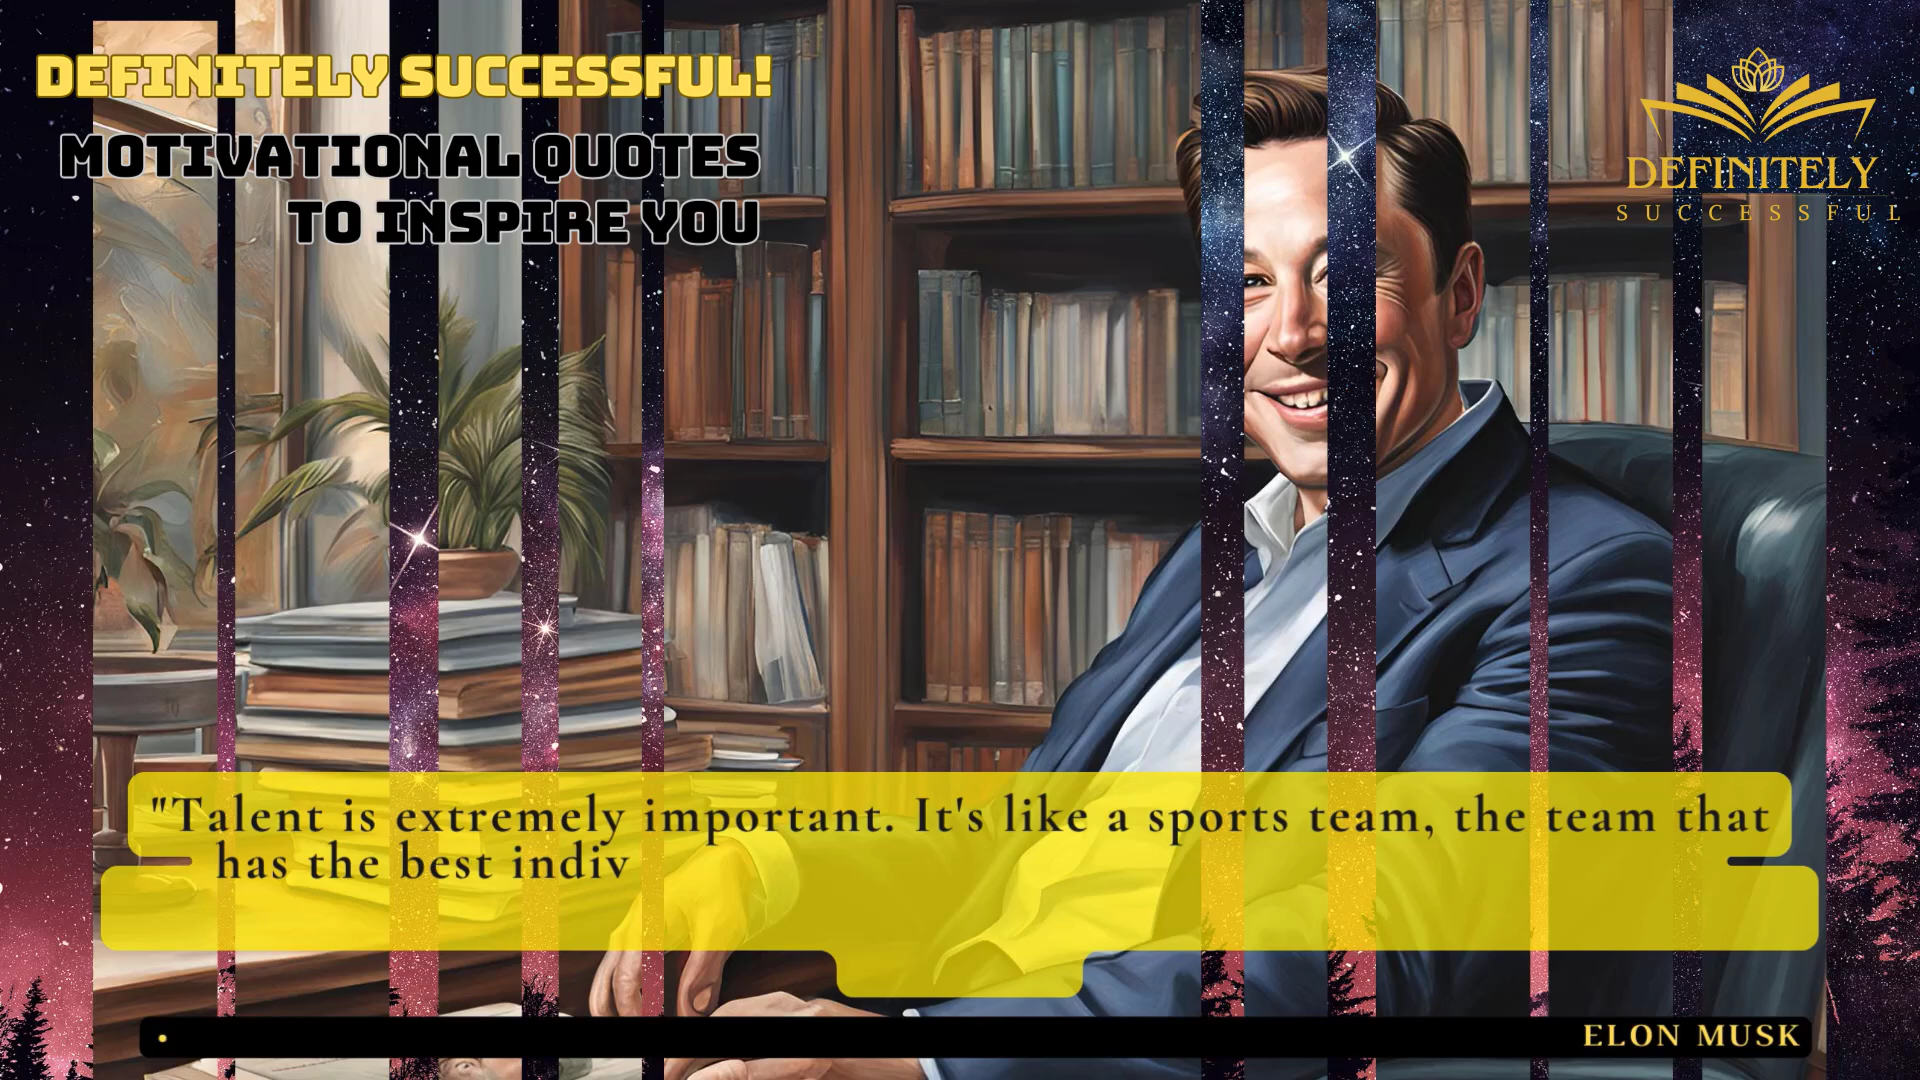 DEFINITELY SUCCESSFUL!
MOTIVATIONAL QUOTES
TO INSPIRE YOU
DEFINITELY
SUCCESSFUL
"Talent is extremely important. It's like a sports team, the team that
has the best indiv
ELON MUSK